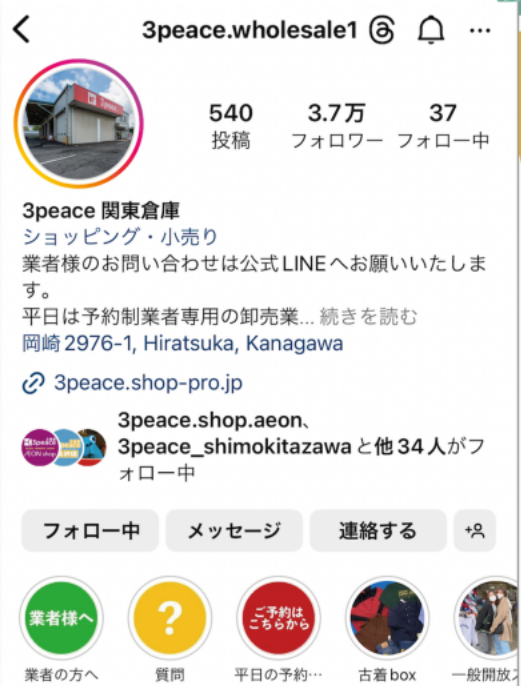 3peace.wholesale1
540
3.7万
37
投稿
フォロワー
フォロー中
3peace 関東倉庫
ショッピング・小売り
業者様のお問い合わせは公式LINEへお願いいたしま
す。
平日は予約制業者専用の卸売業... 続きを読む
岡崎2976-1, Hiratsuka, Kanagawa
3peace.shop-pro.jp
3peace.shop.aeon、
3peace_shimokitazawaと他34人がフ
ォロー中
フォロー中
メッセージ
連絡する
業者様へ
?
ご予約は
こちらから
業者の方へ
質問
平日の予約…
古着box
一般開放